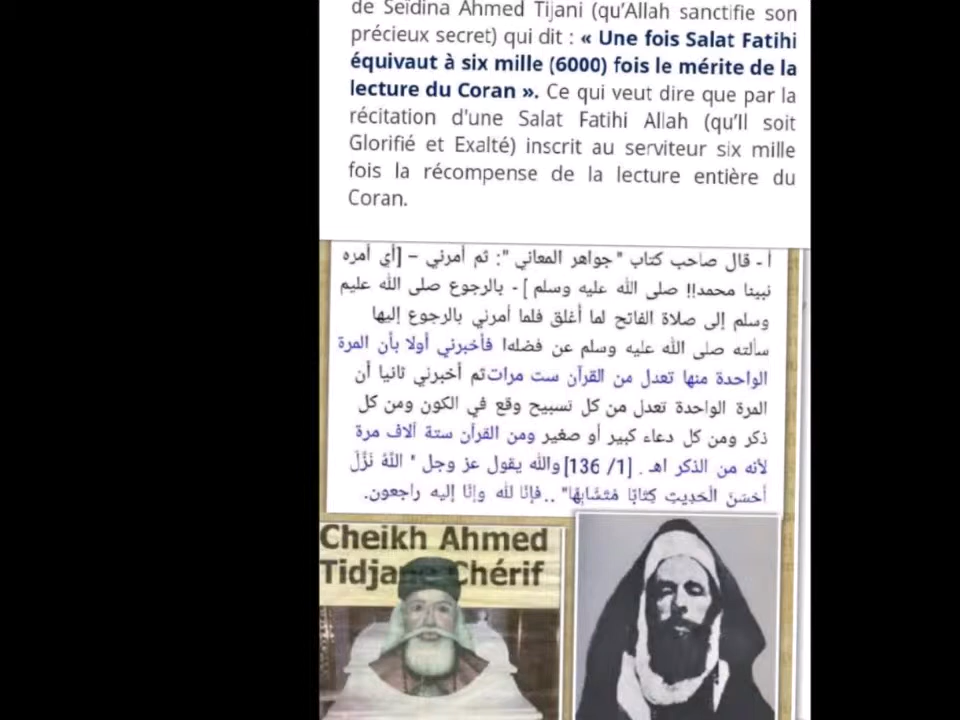 de Seïdina Ahmed Tijani (qu'Allah sanctifie son
précieux secret) qui dit : « Une fois Salat Fatihi
équivaut à six mille (6000) fois le mérite de la
lecture du Coran ». Ce qui veut dire que par la
récitation d'une Salat Fatihi Allah (qu'Il soit
Glorifié et Exalté) inscrit au serviteur six mille
fois la récompense de la lecture entière du
Coran.
أ - قال صاحب كتاب "جواهر المعاني": ثم أمرني – [أي أمره
نبينا محمد!! صلى الله عليه وسلم ]- بالرجوع صلى الله عليم
وسلم إلى صلاة الفاتح لما أغلق فلما أمرني بالرجوع إليها
سألته صلى الله عليه وسلم عن فضلها فأخبرني أولا بأن المرة
الواحدة منها تعدل من القرآن ست مرات ثم أخبرني ثانيا أن
المرة الواحدة تعدل من كل تسبيح وقع في الكون ومن كل
ذكر ومن كل دعاء كبير أو صغير ومن القرآن ستة آلاف مرة
لأنه من الذكر اهـ . [1/ 136] والله يقول عز وجل " اللَّهُ نَزَّلَ
أَحْسَنَ الْحَدِيثِ كِتَابًا مُتَشَابِهًا" ..فإنا لله وإنا إليه راجعون.
Cheikh Ahmed
Tidjane Chérif